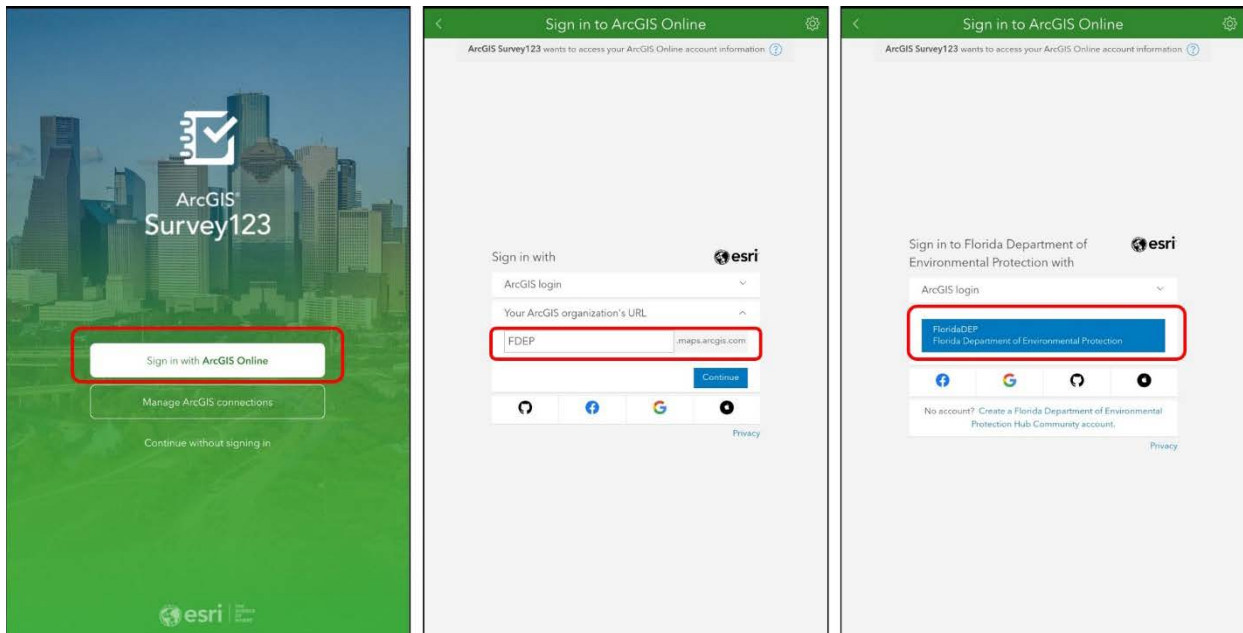 ArcGIS®
Survey123
Sign in with ArcGIS Online
Manage ArcGIS connections
Continue without signing in
esri
THE
SCIENCE
OF
WHERE
Sign in to ArcGIS Online
ArcGIS Survey123 wants to access your ArcGIS Online account information ?
Sign in with
esri
ArcGIS login
Your ArcGIS organization's URL
FDEP .maps.arcgis.com
Continue
Privacy
Sign in to ArcGIS Online
ArcGIS Survey123 wants to access your ArcGIS Online account information ?
Sign in to Florida Department of
Environmental Protection with
esri
ArcGIS login
FloridaDEP
Florida Department of Environmental Protection
No account? Create a Florida Department of Environmental
Protection Hub Community account.
Privacy